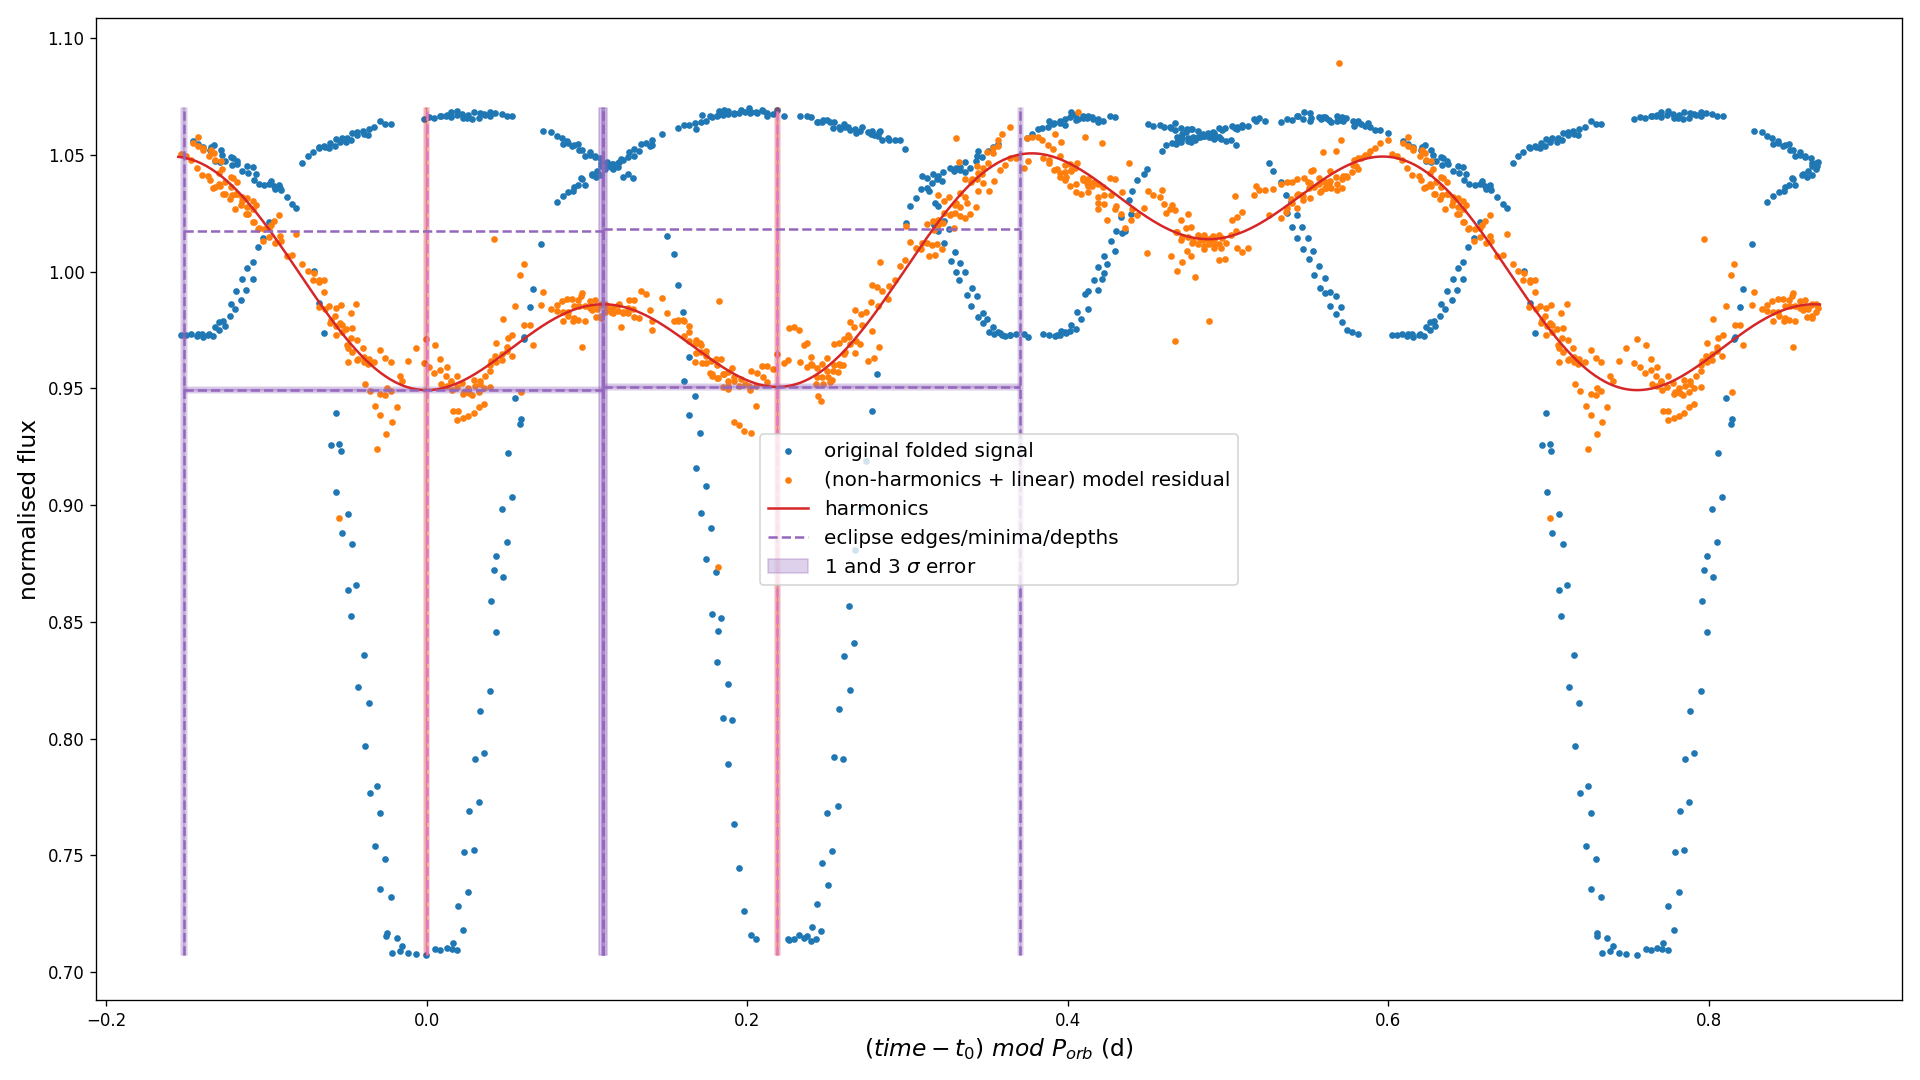 1.10
1.05
1.00
0.95
0.90
0.85
0.80
0.75
0.70
normalised flux
original folded signal
(non-harmonics + linear) model residual
harmonics
eclipse edges/minima/depths
1 and 3 σ error
−0.2 0.0 0.2 0.4 0.6 0.8
(time − t₀) mod P_orb (d)